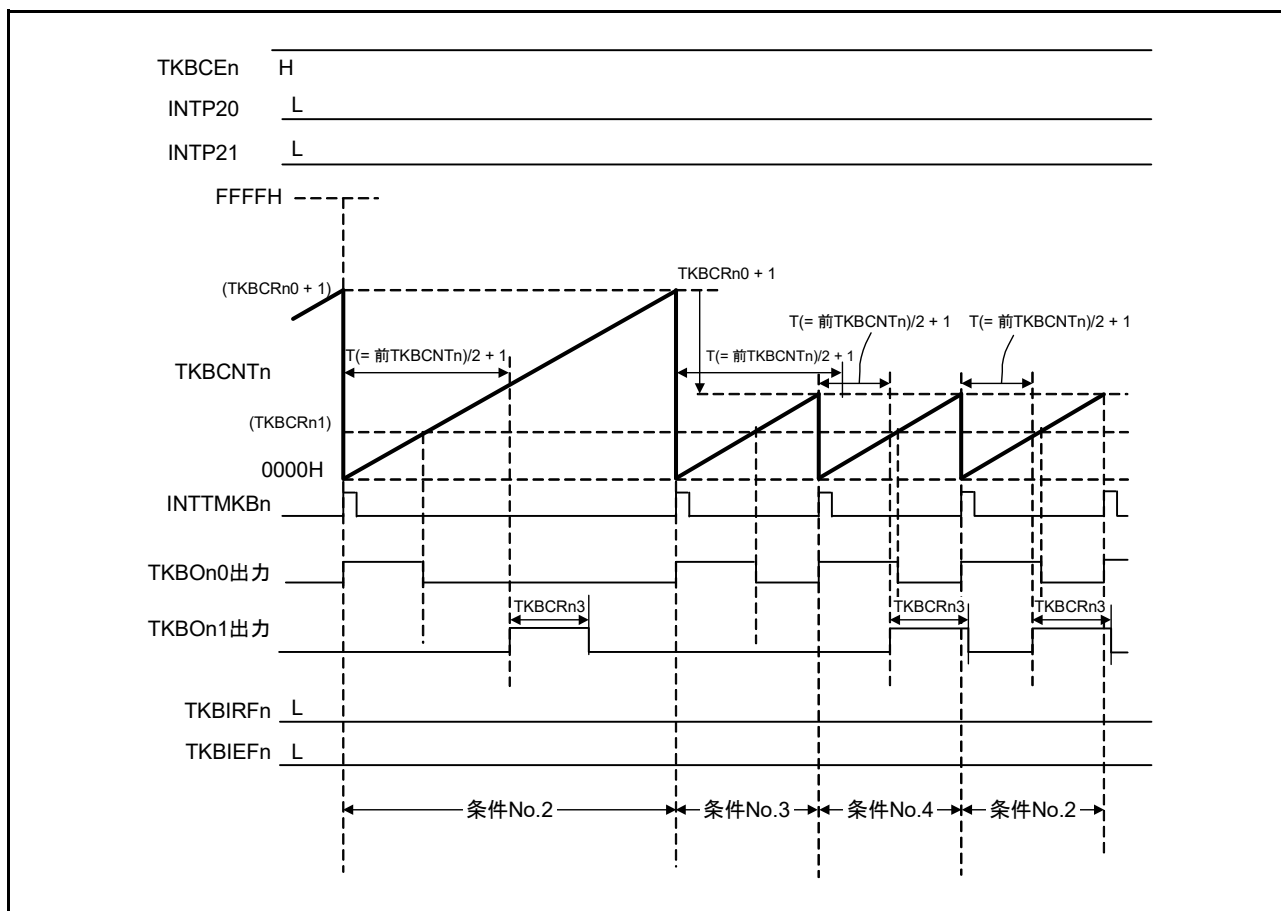 TKBCEn H
INTP20 L
INTP21 L
FFFFH
(TKBCRn0 + 1)
TKBCRn0 + 1
T(= 前TKBCNTn)/2 + 1
T(= 前TKBCNTn)/2 + 1
T(= 前TKBCNTn)/2 + 1
T(= 前TKBCNTn)/2 + 1
TKBCNTn
(TKBCRn1)
0000H
INTTMKBn
TKBOn0出力
TKBCRn3
TKBCRn3
TKBCRn3
TKBOn1出力
TKBIRFn L
TKBIEFn L
条件No.2
条件No.3
条件No.4
条件No.2